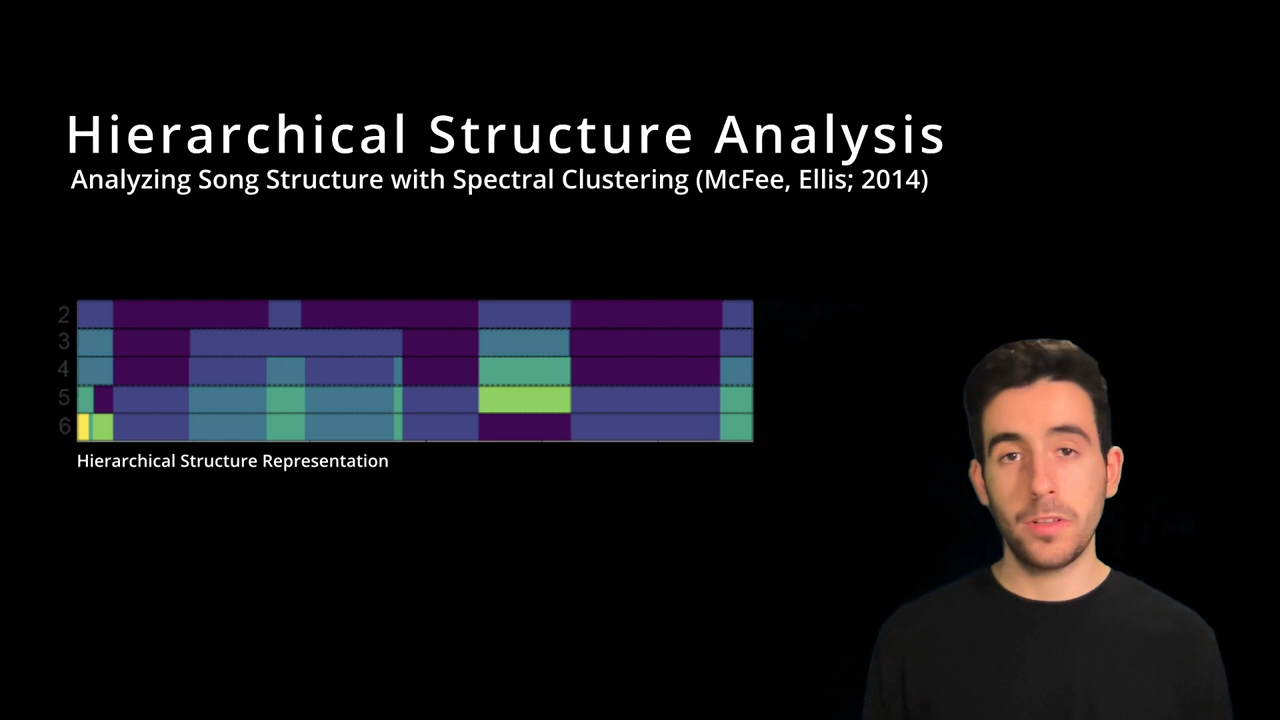 Hierarchical Structure Analysis
Analyzing Song Structure with Spectral Clustering (McFee, Ellis; 2014)
2
3
4
5
6
Hierarchical Structure Representation